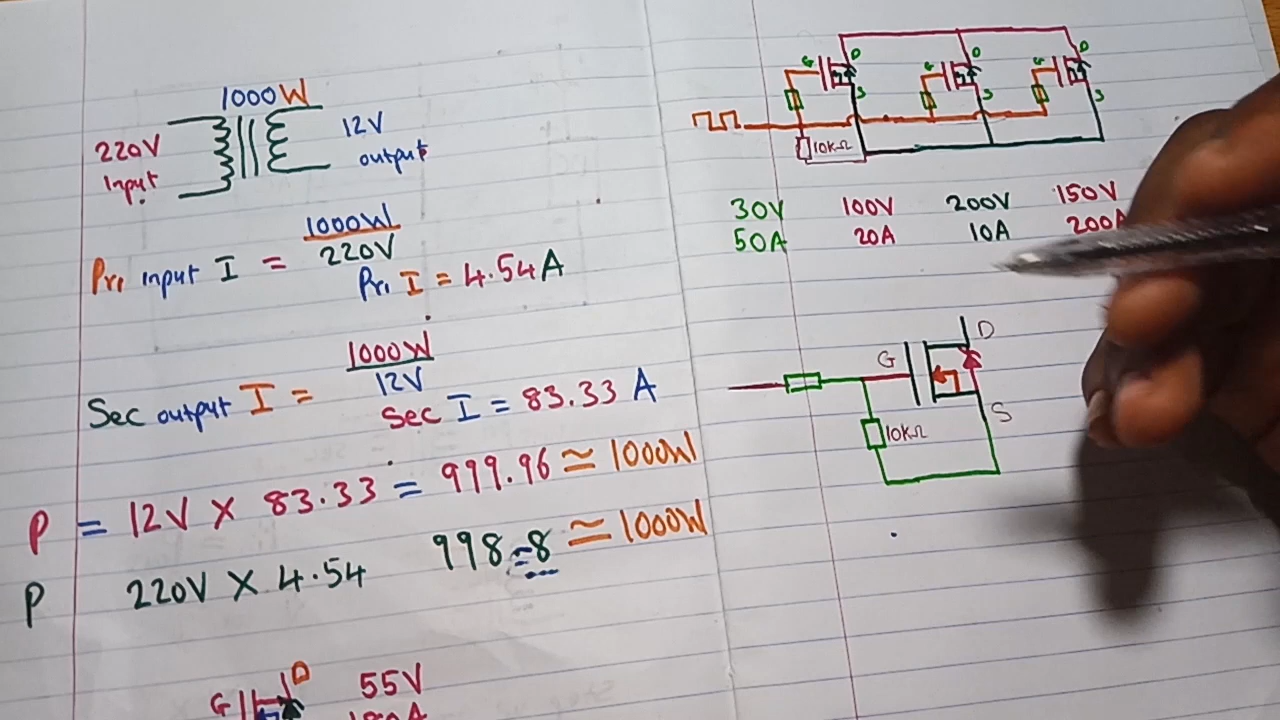 1000W
220V
Input
12V
output
Pri input I = 1000W
220V
Pri I = 4.54A
Sec output I = 1000W
12V
Sec I = 83.33 A
P = 12V X 83.33 = 999.96 ≃ 1000W
P 220V X 4.54 998.8 ≃ 1000W
G D 55V
G D S G D S G D S
10kΩ
30V 100V 200V 150V
50A 20A 10A 200A
G D
S
10kΩ